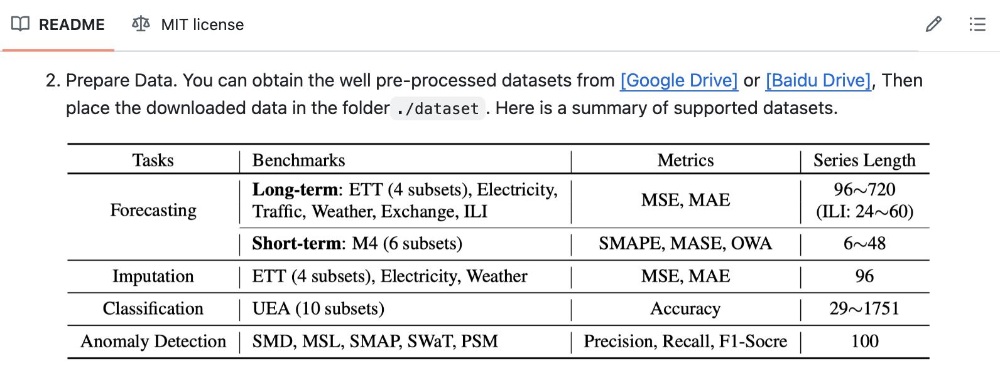 README MIT license
2. Prepare Data. You can obtain the well pre-processed datasets from [Google Drive] or [Baidu Drive], Then
place the downloaded data in the folder ./dataset . Here is a summary of supported datasets.
Tasks Benchmarks Metrics Series Length
Forecasting
Long-term: ETT (4 subsets), Electricity,
Traffic, Weather, Exchange, ILI
MSE, MAE
96~720
(ILI: 24~60)
Short-term: M4 (6 subsets) SMAPE, MASE, OWA 6~48
Imputation ETT (4 subsets), Electricity, Weather MSE, MAE 96
Classification UEA (10 subsets) Accuracy 29~1751
Anomaly Detection SMD, MSL, SMAP, SWaT, PSM Precision, Recall, F1-Socre 100